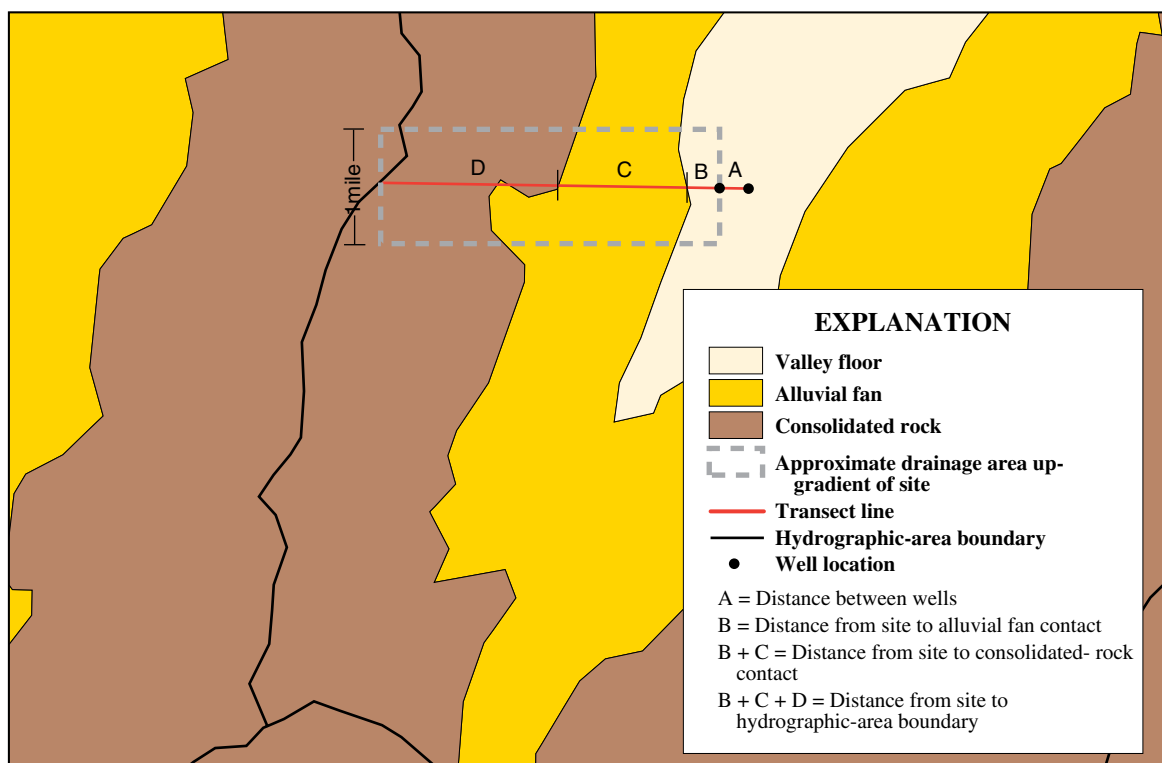 D
C
B
A
1mile
EXPLANATION
Valley floor
Alluvial fan
Consolidated rock
Approximate drainage area up-
gradient of site
Transect line
Hydrographic-area boundary
Well location
A = Distance between wells
B = Distance from site to alluvial fan contact
B + C = Distance from site to consolidated- rock
contact
B + C + D = Distance from site to
hydrographic-area boundary